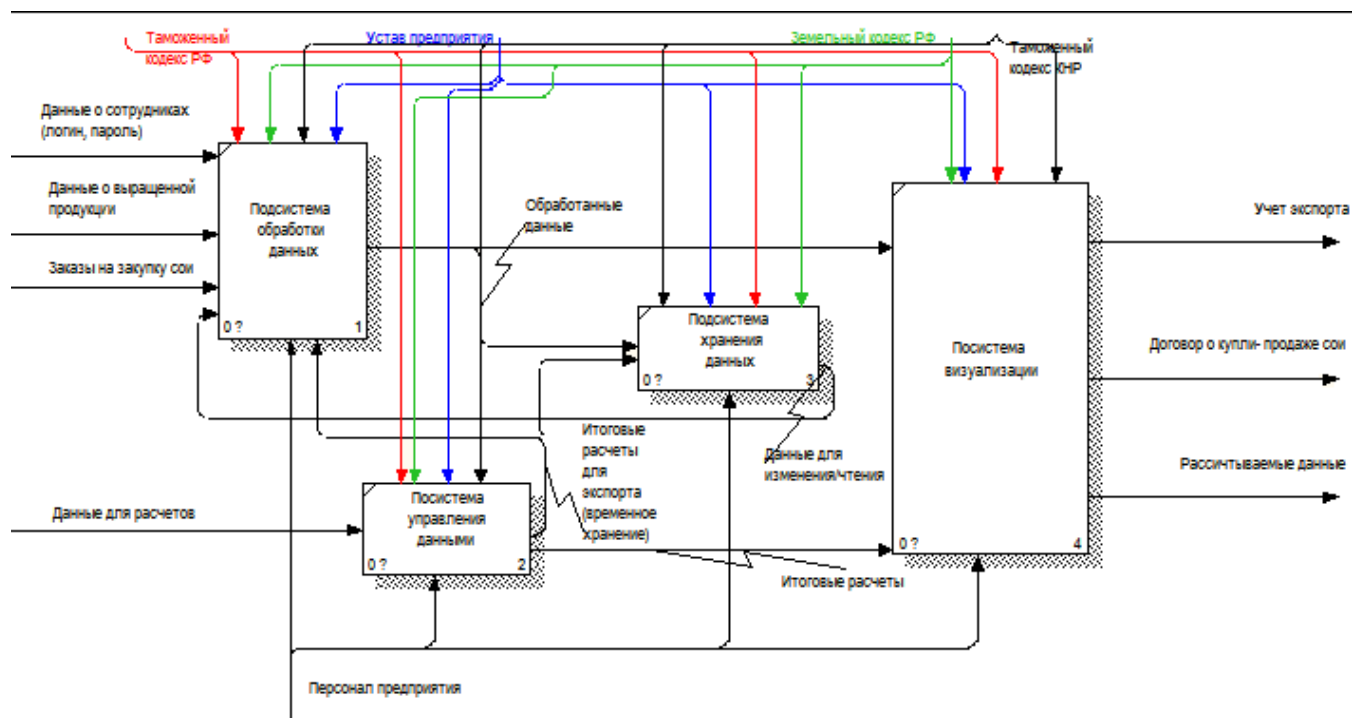 Таможенный
кодекс РФ
Устав предприятия
Земельный кодекс РФ
Таможенный
кодекс КНР
Данные о сотрудниках
(логин, пароль)
Данные о выращенной
продукции
Заказы на закупку сои
Подсистема
обработки
данных
0 ?
1
Обработанные
данные
Подсистема
хранения
данных
0 ?
3
Посистема
визуализации
0 ?
4
Учет экспорта
Договор о купли- продаже сои
Рассичтываемые данные
Итоговые
расчеты
для
экспорта
(временное
хранение)
Данные для
изменения/чтения
Данные для расчетов
Посистема
управления
данными
0 ?
2
Итоговые расчеты
Персонал предприятия